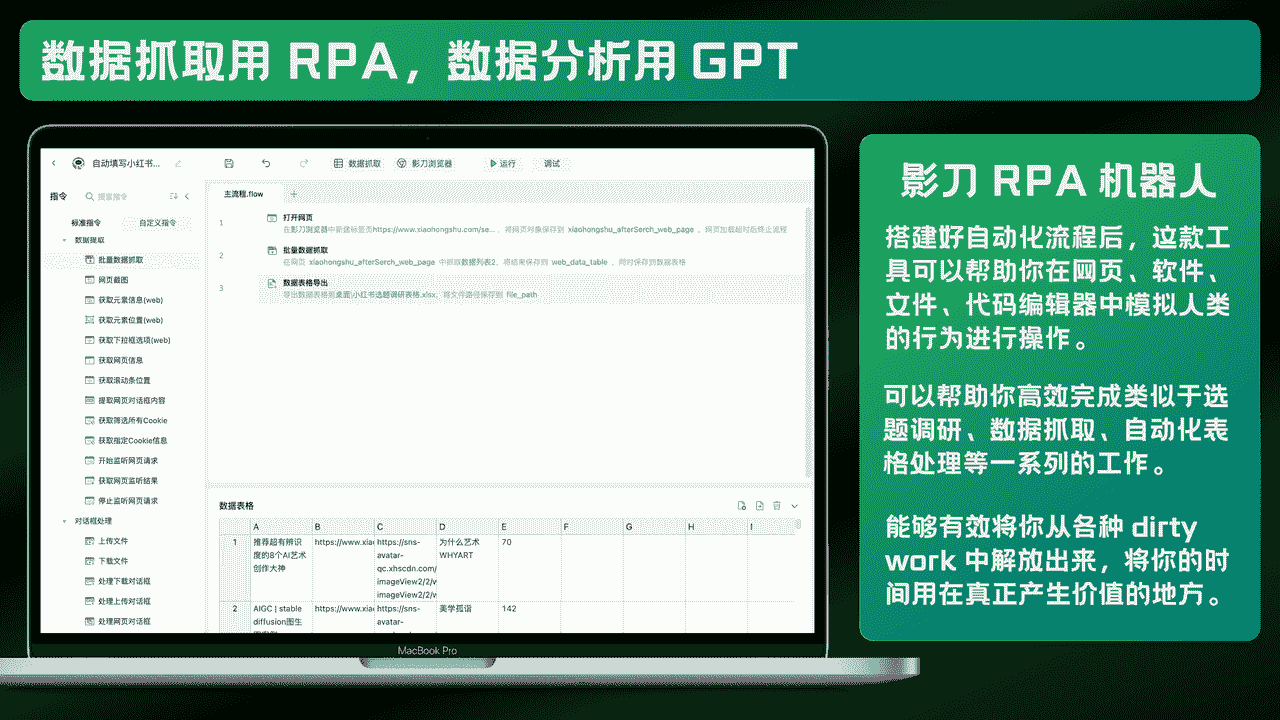 数据抓取用 RPA，数据分析用 GPT
自动填写小红书...
数据抓取
影刀浏览器
运行
调试
指令
搜索指令
主流程.flow
标准指令
自定义指令
数据提取
批量数据抓取
网页截图
获取元素信息(web)
获取元素位置(web)
获取下拉框选项(web)
获取网页信息
获取滚动条位置
提取网页对话框内容
获取筛选所有Cookie
获取指定Cookie信息
开始监听网页请求
获取网页监听结果
停止监听网页请求
对话框处理
上传文件
下载文件
处理下载对话框
处理上传对话框
处理网页对话框
1
打开网页
在影刀浏览器中新建标签页https://www.xiaohongshu.com/se... ，将网页对象保存到 xiaohongshu_afterSerch_web_page ，网页加载超时后终止流程
2
批量数据抓取
在网页 xiaohongshu_afterSerch_web_page 中抓取数据列表2，将结果保存到 web_data_table ，同时保存到数据表格
3
数据表格导出
导出数据表格到桌面\小红书选题调研表格.xlsx，将文件路径保存到 file_path
数据表格
A B C D E F G H I
1 推荐超有辨识 https://www.xiao https://sns- 为什么艺术 70
度的8个AI艺术 avatar- WHYART
创作大神 qc.xhscdn.com/
imageView2/2/w
2 AIGC | stable https://www.xiao https://sns- 美学孤谐 142
diffusion图生 avatar-
MacBook Pro
影刀 RPA 机器人
搭建好自动化流程后，这款工
具可以帮助你在网页、软件、
文件、代码编辑器中模拟人类
的行为进行操作。
可以帮助你高效完成类似于选
题调研、数据抓取、自动化表
格处理等一系列的工作。
能够有效将你从各种 dirty
work 中解放出来，将你的时
间用在真正产生价值的地方。